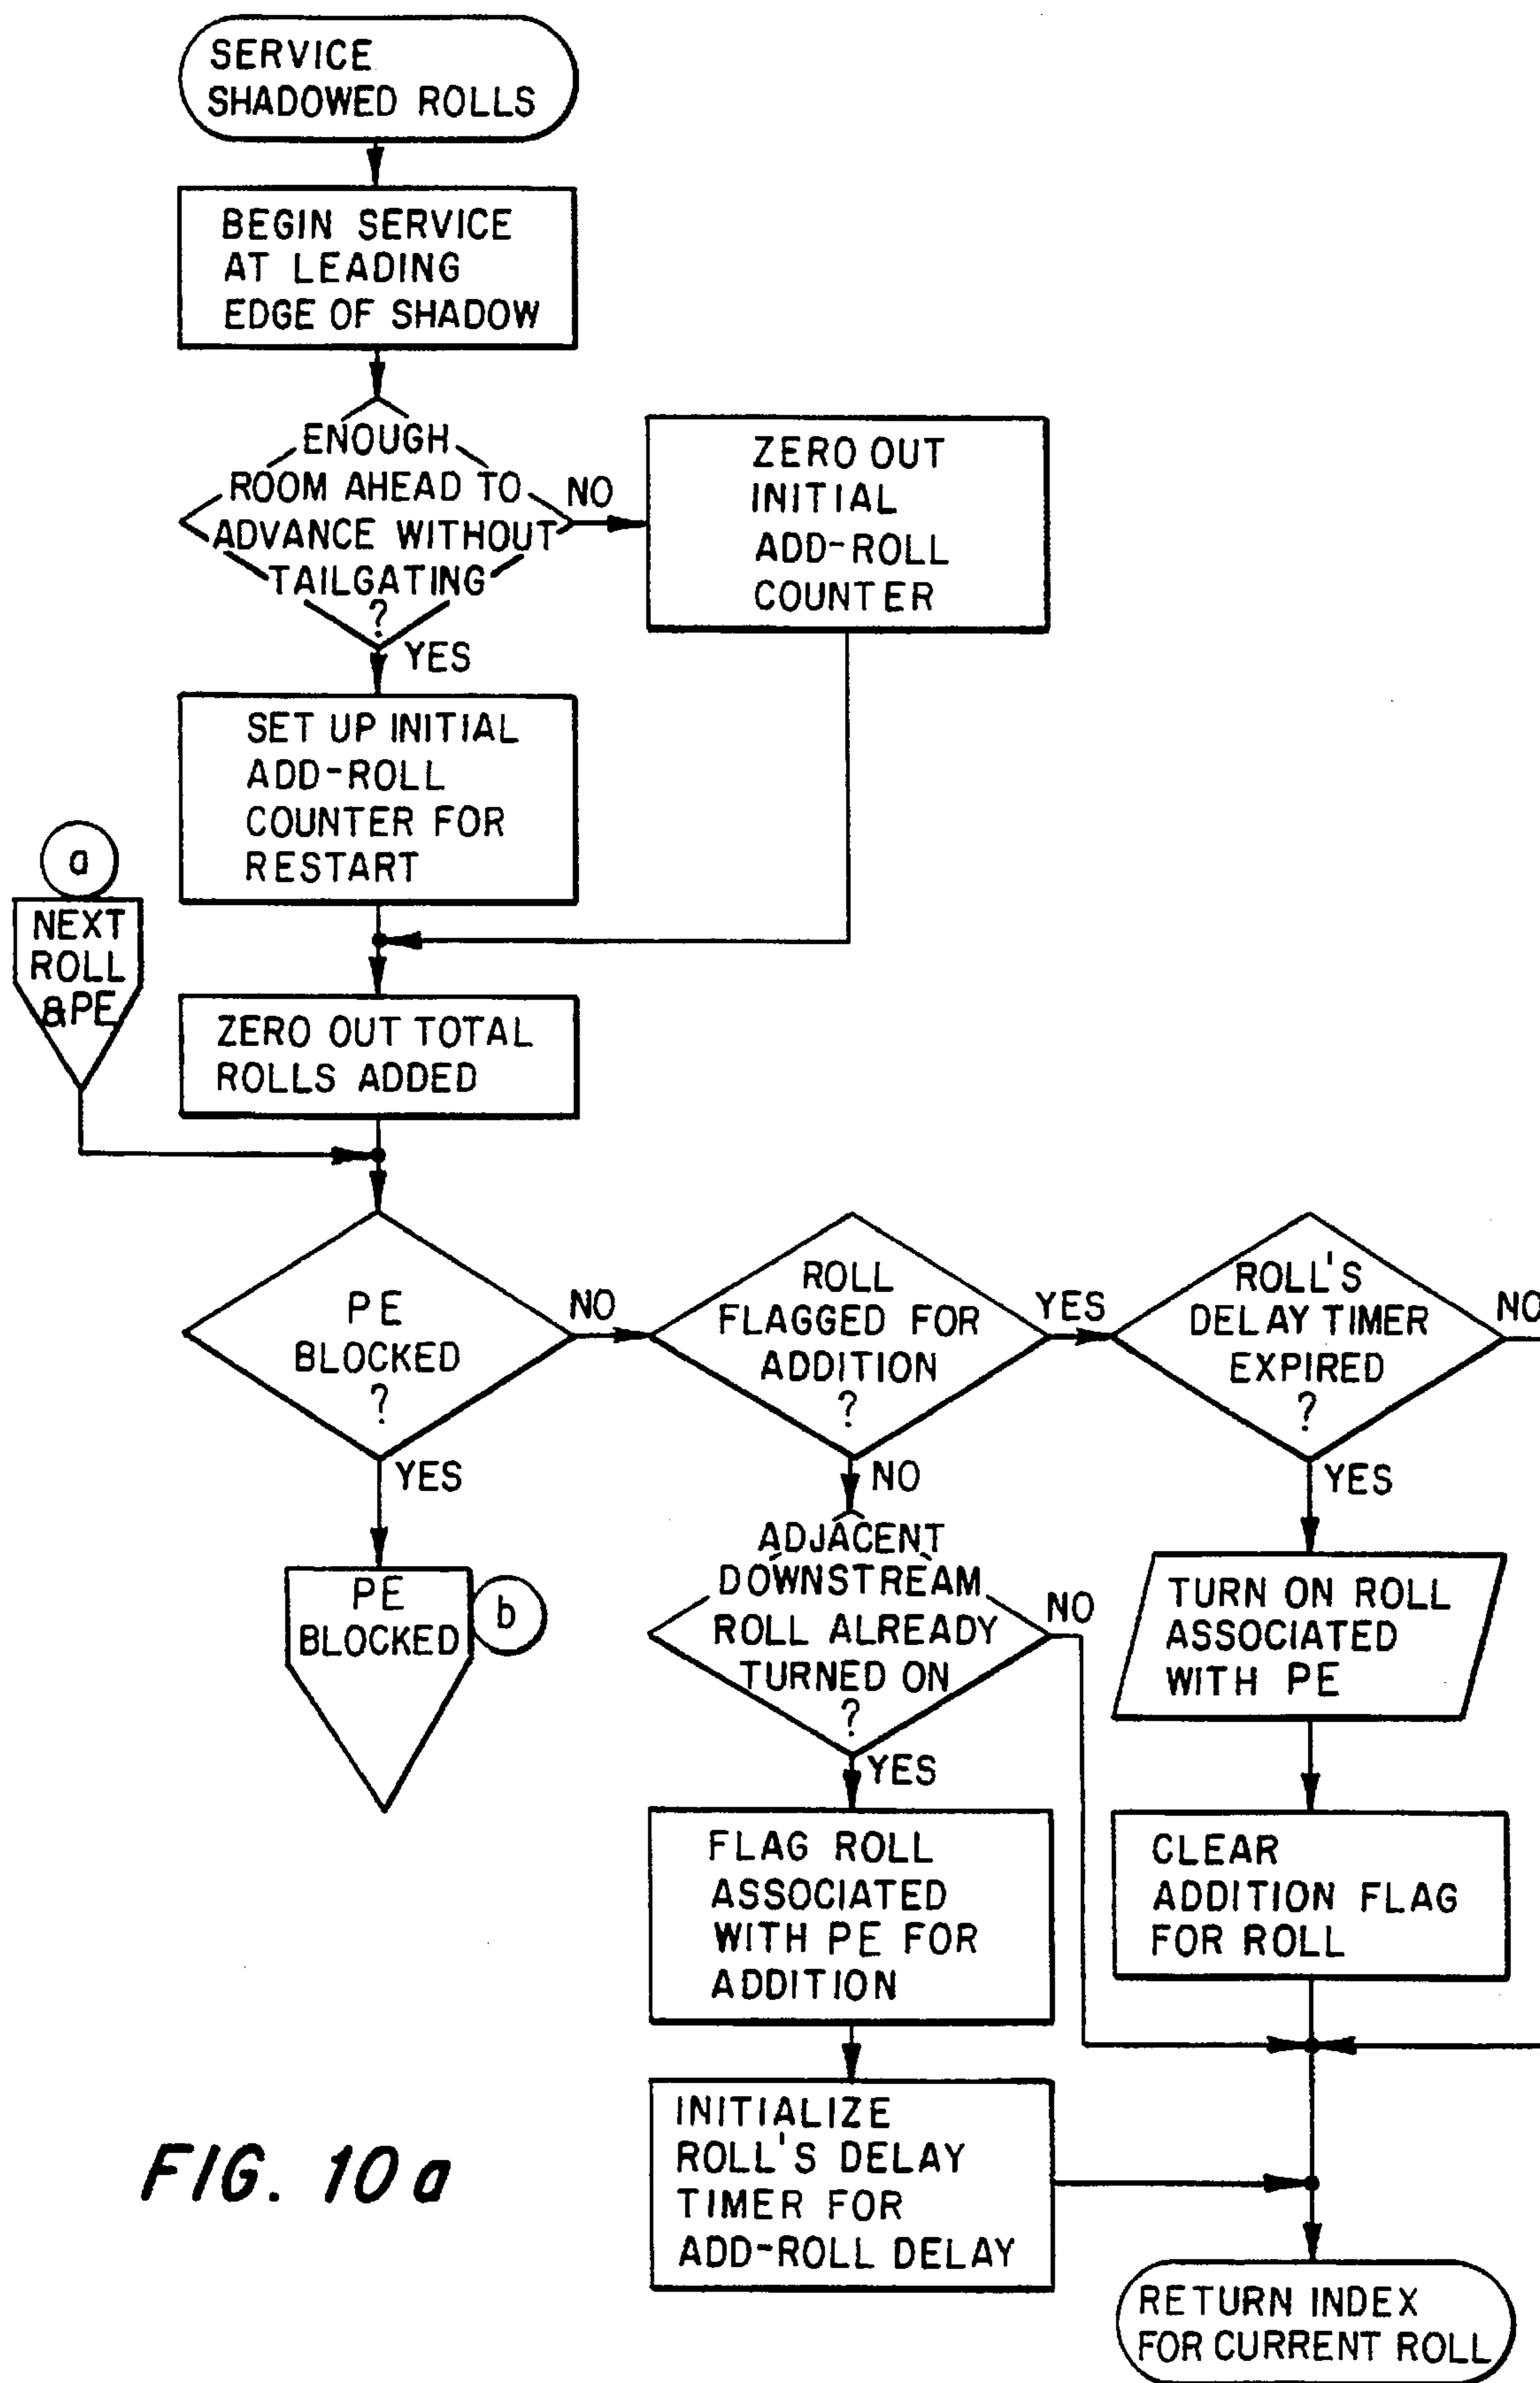 SERVICE
SHADOWED ROLLS
BEGIN SERVICE
AT LEADING
EDGE OF SHADOW
ENOUGH
ROOM AHEAD TO
ADVANCE WITHOUT
TAILGATING
?
NO
YES
ZERO OUT
INITIAL
ADD-ROLL
COUNTER
SET UP INITIAL
ADD-ROLL
COUNTER FOR
RESTART
a
NEXT
ROLL
&PE
ZERO OUT TOTAL
ROLLS ADDED
PE
BLOCKED
?
NO
YES
PE
BLOCKED
b
ROLL
FLAGGED FOR
ADDITION
?
YES
NO
ROLL'S
DELAY TIMER
EXPIRED
?
NO
YES
ADJACENT
DOWNSTREAM
ROLL ALREADY
TURNED ON
?
NO
YES
TURN ON ROLL
ASSOCIATED
WITH PE
FLAG ROLL
ASSOCIATED
WITH PE FOR
ADDITION
CLEAR
ADDITION FLAG
FOR ROLL
INITIALIZE
ROLL'S DELAY
TIMER FOR
ADD-ROLL DELAY
RETURN INDEX
FOR CURRENT ROLL
FIG. 10a